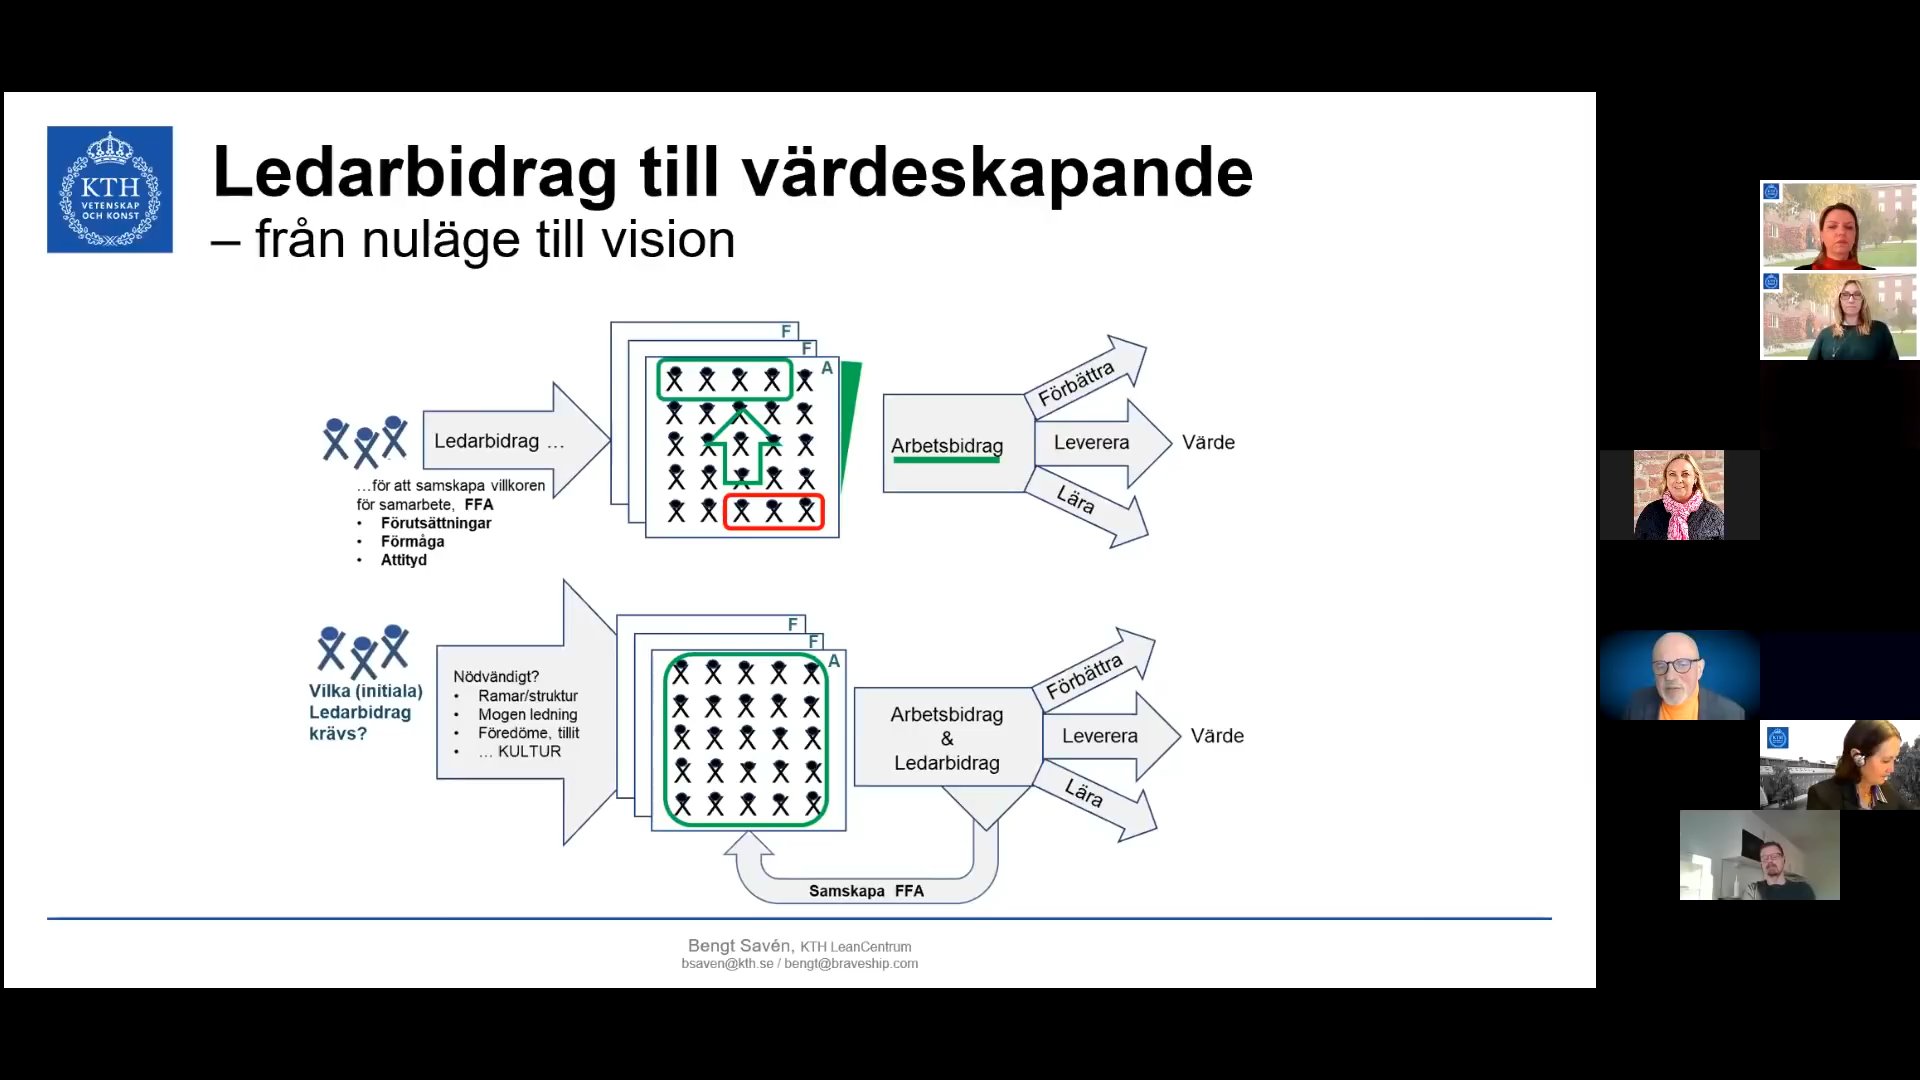 KTH
VETENSKAP
OCH KONST
Ledarbidrag till värdeskapande
– från nuläge till vision
F
F
A
Ledarbidrag …
…för att samskapa villkoren
för samarbete, FFA
• Förutsättningar
• Förmåga
• Attityd
Arbetsbidrag
Förbättra
Leverera
Lära
Värde
Vilka (initiala)
Ledarbidrag
krävs?
Nödvändigt?
• Ramar/struktur
• Mogen ledning
• Föredöme, tillit
• … KULTUR
F
F
A
Arbetsbidrag
&
Ledarbidrag
Förbättra
Leverera
Lära
Värde
Samskapa FFA
Bengt Savén, KTH LeanCentrum
bsaven@kth.se / bengt@braveship.com